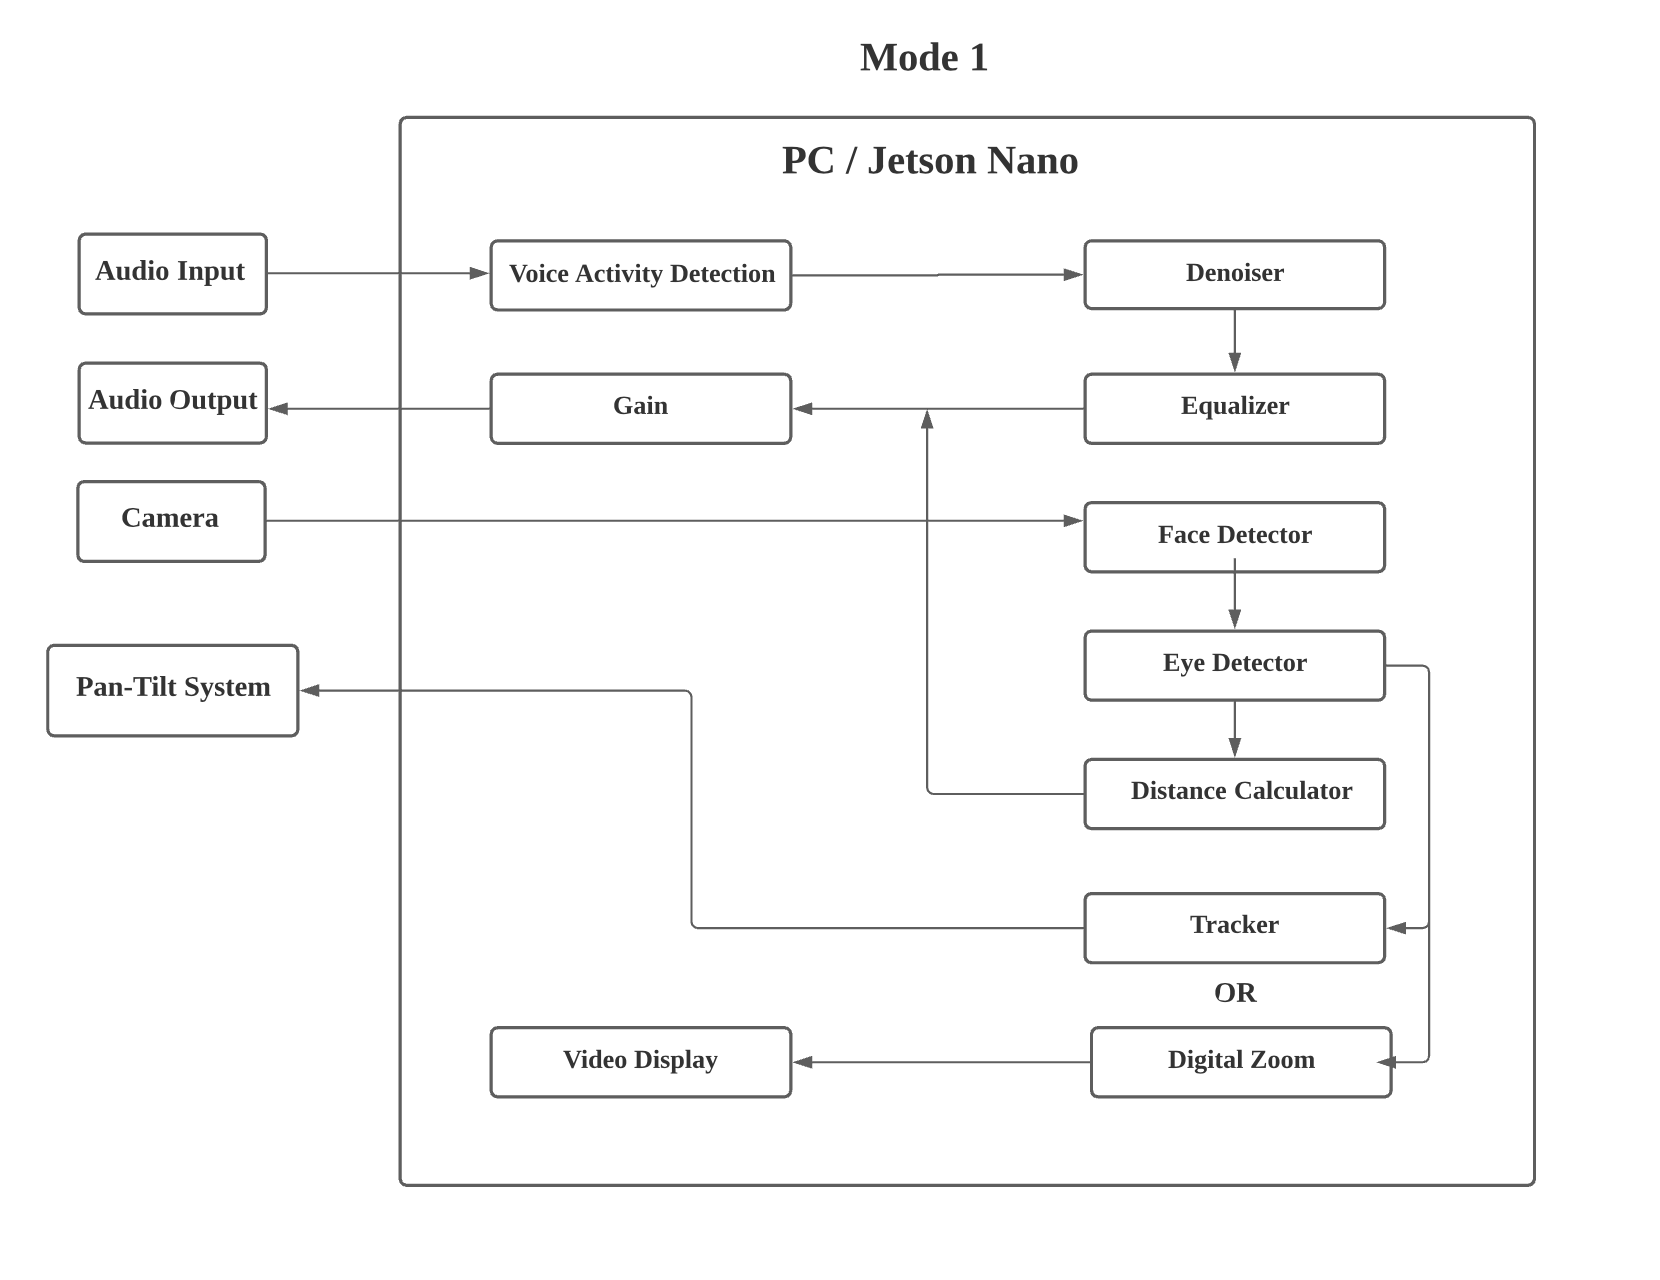 Mode 1
PC / Jetson Nano
Audio Input
Voice Activity Detection
Denoiser
Audio Output
Gain
Equalizer
Camera
Face Detector
Eye Detector
Pan-Tilt System
Distance Calculator
Tracker
OR
Video Display
Digital Zoom